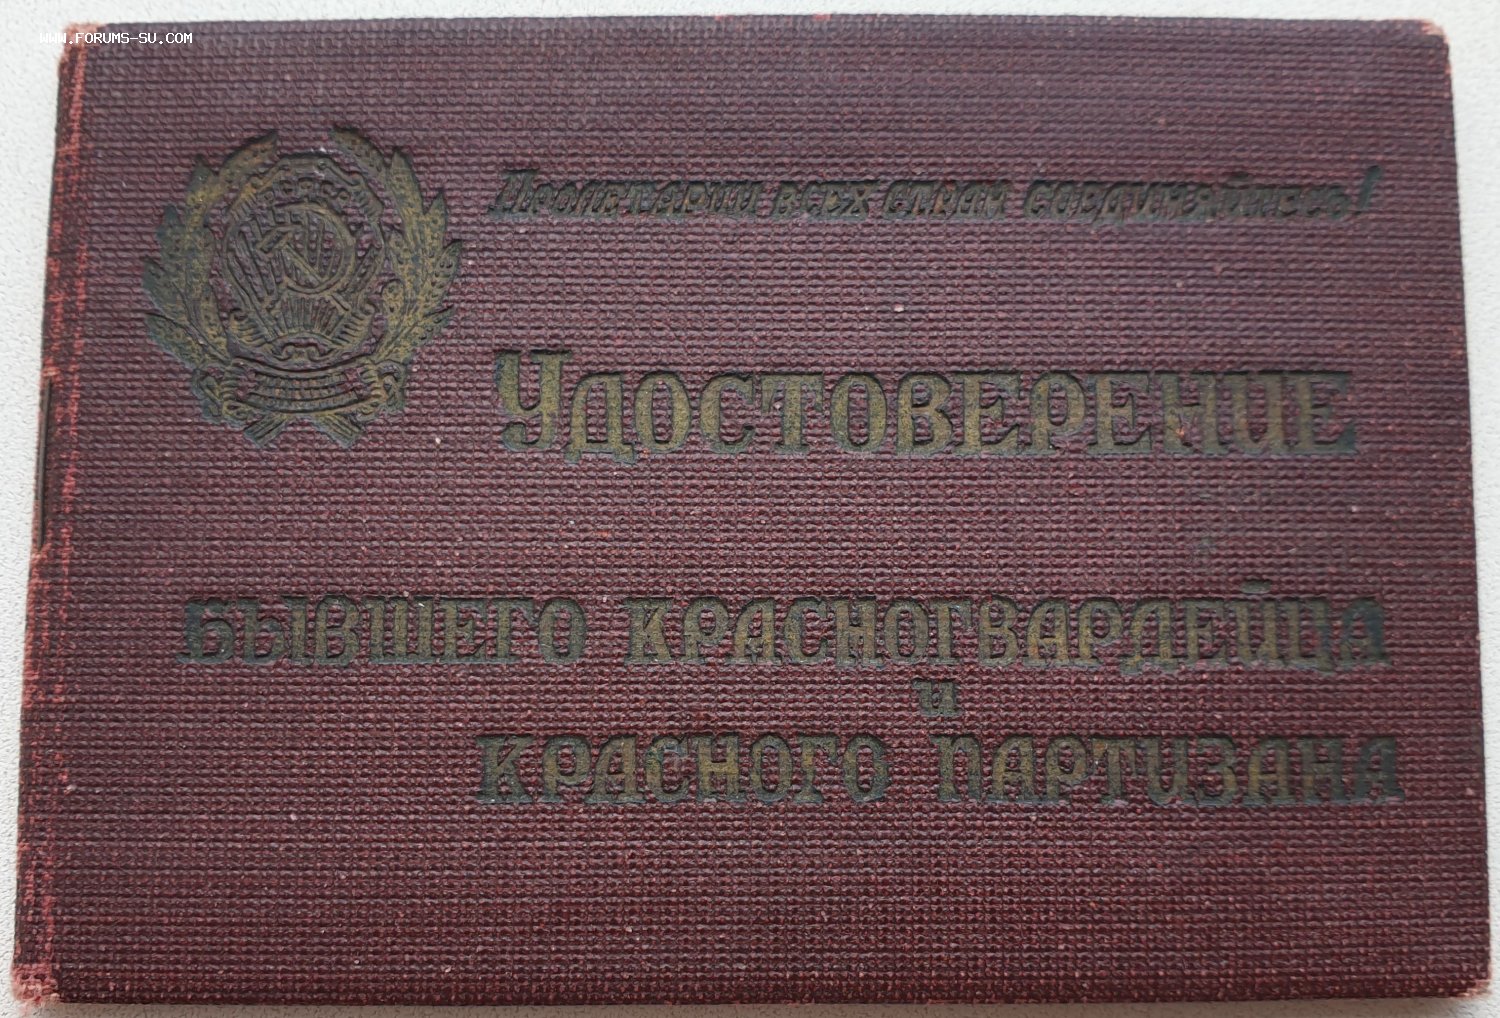 WWW.FORUMS-SU.COM
Пролетарии всех стран соединяйтесь!
Удостоверение
БЫВШЕГО КРАСНОГВАРДЕЙЦА
и
КРАСНОГО ПАРТИЗАНА